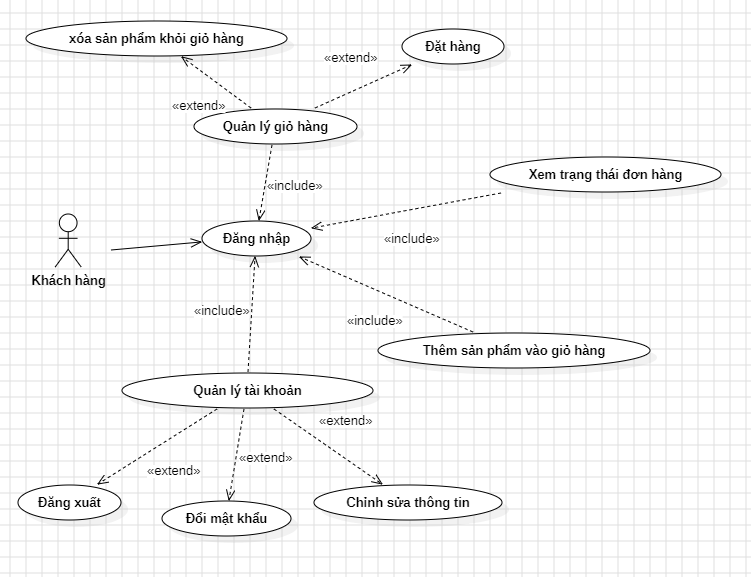 xóa sản phẩm khỏi giỏ hàng
Đặt hàng
«extend»
«extend»
Quản lý giỏ hàng
Xem trạng thái đơn hàng
«include»
Đăng nhập
«include»
Khách hàng
«include»
«include»
Thêm sản phẩm vào giỏ hàng
Quản lý tài khoản
«extend»
«extend»
«extend»
Đăng xuất
Đổi mật khẩu
Chỉnh sửa thông tin